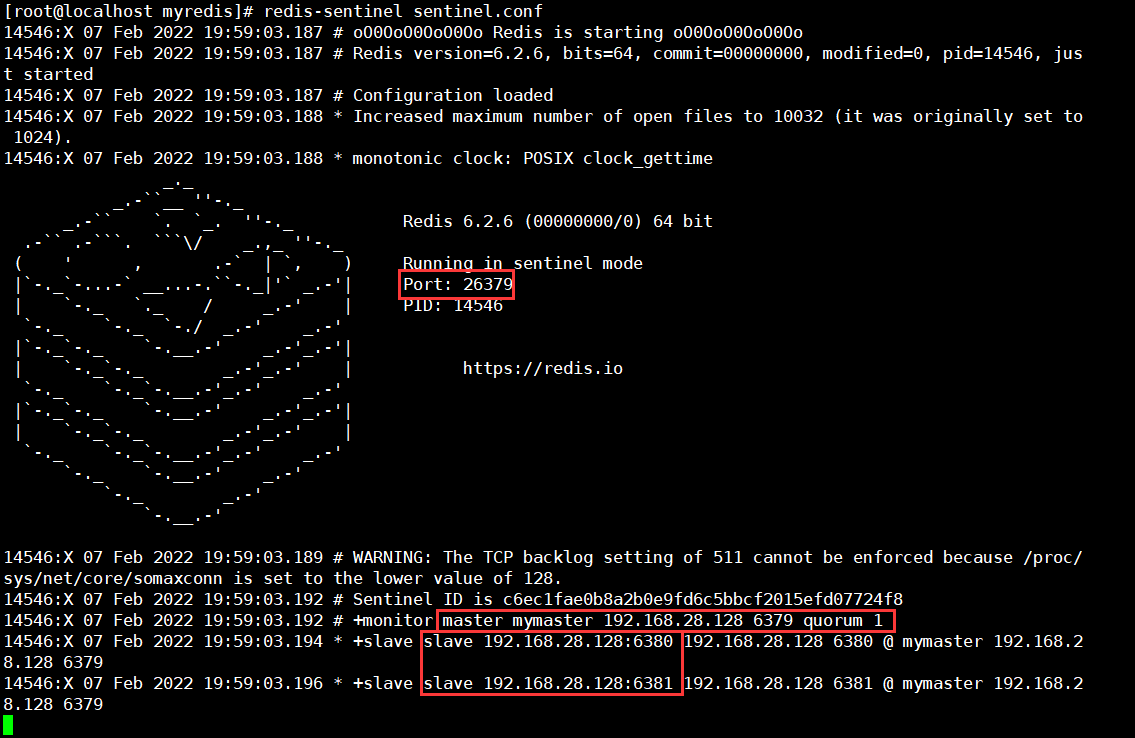 [root@localhost myredis]# redis-sentinel sentinel.conf
14546:X 07 Feb 2022 19:59:03.187 # oO0OoO0OoO0Oo Redis is starting oO0OoO0OoO0Oo
14546:X 07 Feb 2022 19:59:03.187 # Redis version=6.2.6, bits=64, commit=00000000, modified=0, pid=14546, jus
t started
14546:X 07 Feb 2022 19:59:03.187 # Configuration loaded
14546:X 07 Feb 2022 19:59:03.188 * Increased maximum number of open files to 10032 (it was originally set to
 1024).
14546:X 07 Feb 2022 19:59:03.188 * monotonic clock: POSIX clock_gettime
Redis 6.2.6 (00000000/0) 64 bit
Running in sentinel mode
Port: 26379
PID: 14546
https://redis.io
14546:X 07 Feb 2022 19:59:03.189 # WARNING: The TCP backlog setting of 511 cannot be enforced because /proc/
sys/net/core/somaxconn is set to the lower value of 128.
14546:X 07 Feb 2022 19:59:03.192 # Sentinel ID is c6ec1fae0b8a2b0e9fd6c5bbcf2015efd07724f8
14546:X 07 Feb 2022 19:59:03.192 # +monitor master mymaster 192.168.28.128 6379 quorum 1
14546:X 07 Feb 2022 19:59:03.194 * +slave slave 192.168.28.128:6380 192.168.28.128 6380 @ mymaster 192.168.2
8.128 6379
14546:X 07 Feb 2022 19:59:03.196 * +slave slave 192.168.28.128:6381 192.168.28.128 6381 @ mymaster 192.168.2
8.128 6379